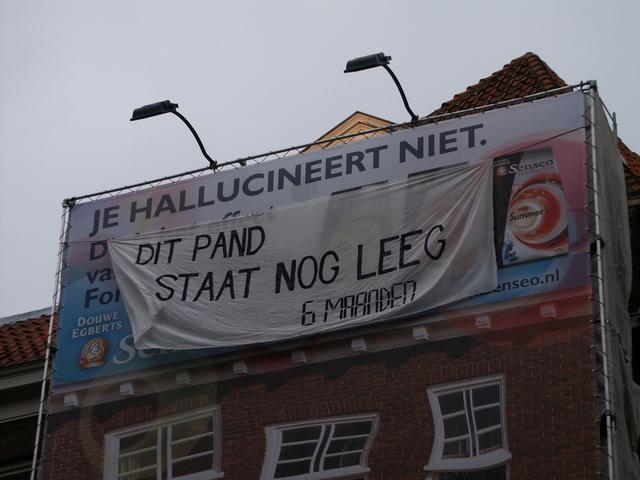 JE HALLUCINEERT NIET.
DIT PAND
STAAT NOG LEEG
6 MAANDEN
DOUWE
EGBERTS
Senseo
Summer
senseo.nl